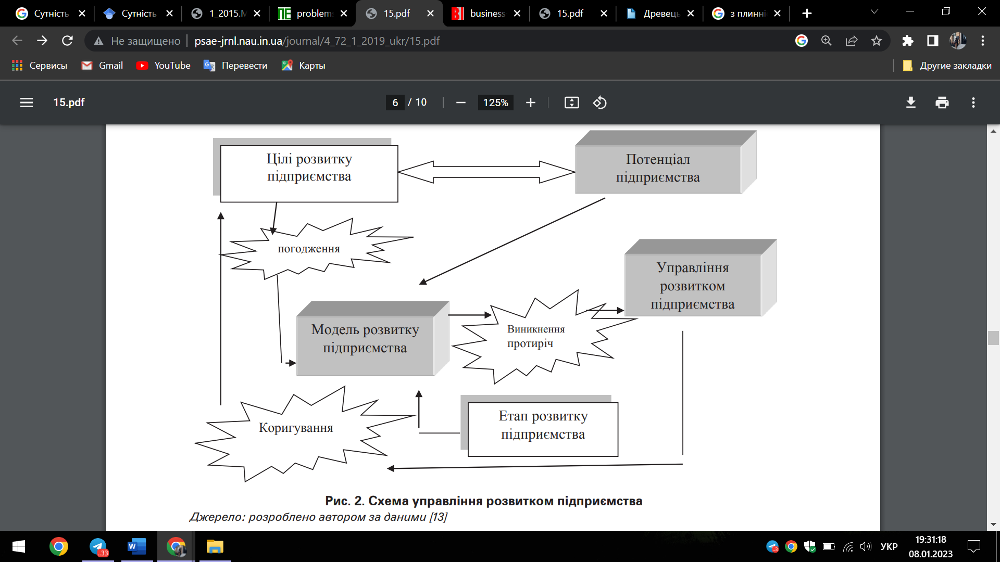 Сутність
Сутність
1_2015.M
problem
15.pdf
business
15.pdf
Древець
з плинні
Не защищено
psae-jrnl.nau.in.ua/journal/4_72_1_2019_ukr/15.pdf
Сервисы
Gmail
YouTube
Перевести
Карты
Другие закладки
15.pdf
6 / 10
125%
Цілі розвитку
підприємства
Потенціал
підприємства
погодження
Управління
розвитком
підприємства
Модель розвитку
підприємства
Виникнення
протиріч
Коригування
Етап розвитку
підприємства
Рис. 2. Схема управління розвитком підприємства
Джерело: розроблено автором за даними [13]
..33
УКР
19:31:18
08.01.2023